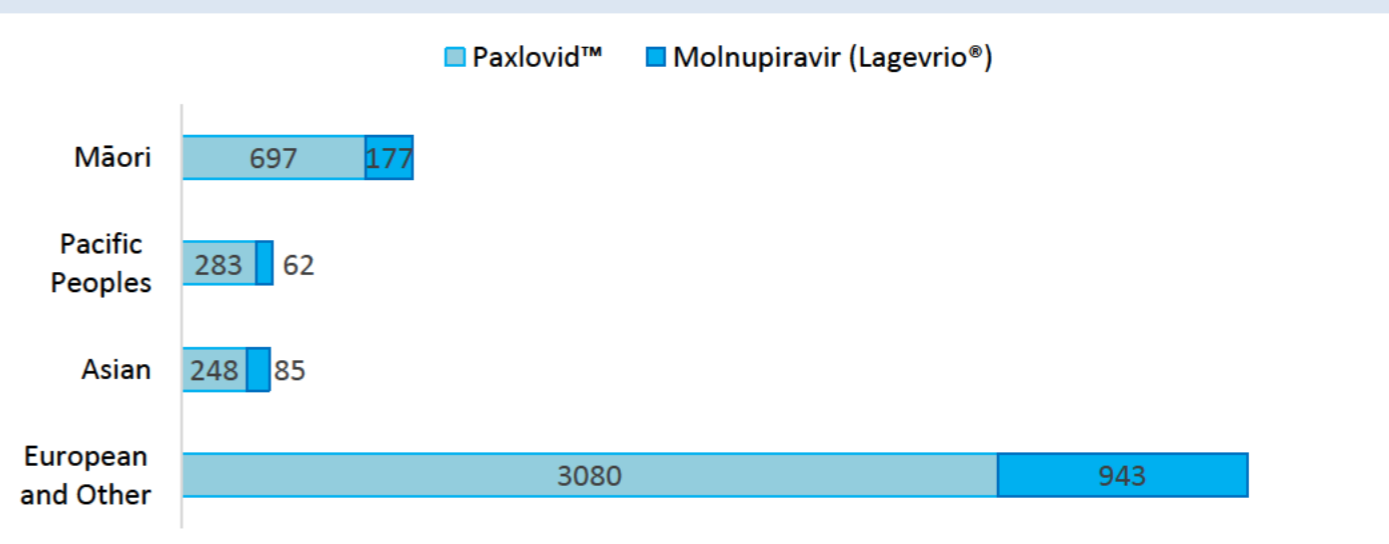 Paxlovid™ Molnupiravir (Lagevrio®)
Māori 697 177
Pacific
Peoples 283 62
Asian 248 85
European
and Other 3080 943